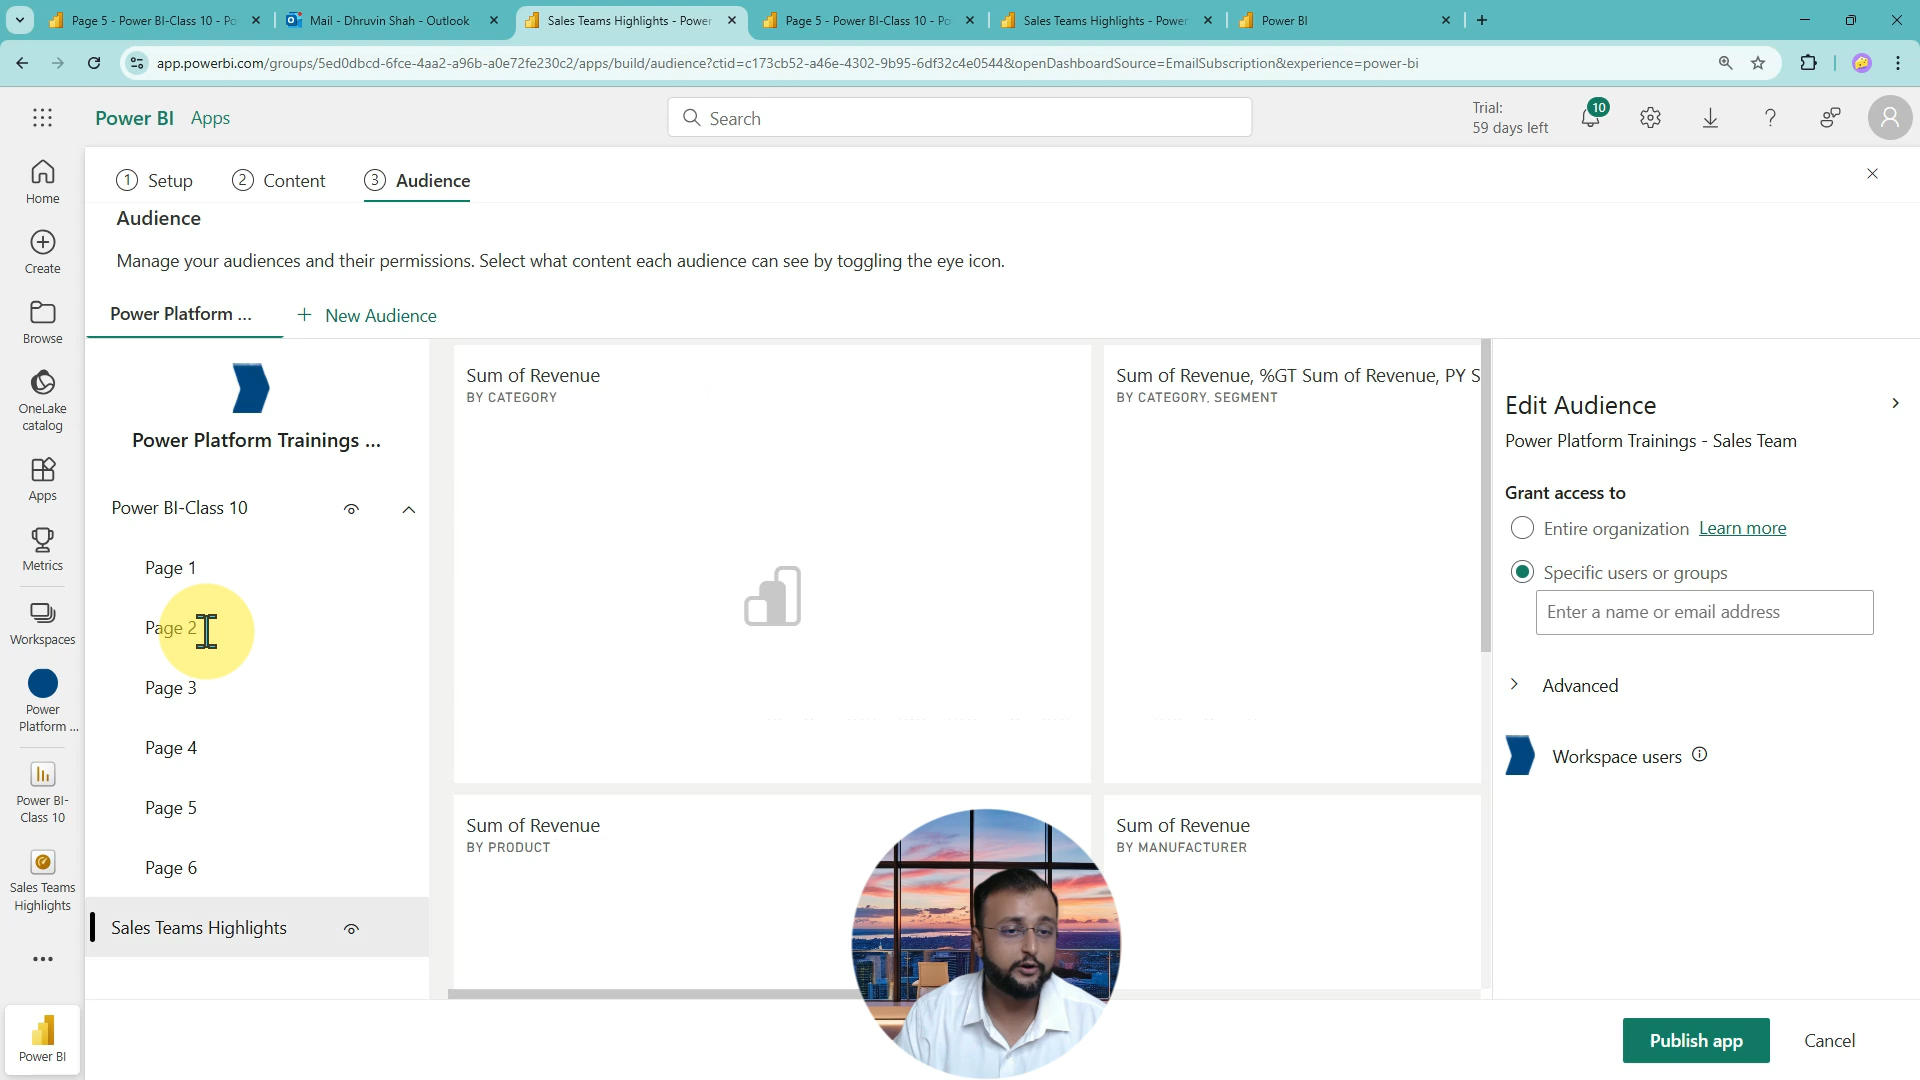 Page 5 - Power BI-Class 10 - Po
Mail - Dhruvin Shah - Outlook
Sales Teams Highlights - Power
Page 5 - Power BI-Class 10 - Po
Sales Teams Highlights - Power
Power BI
app.powerbi.com/groups/5ed0dbcd-6fce-4aa2-a96b-a0e72fe230c2/apps/build/audience?ctid=c173cb52-a46e-4302-9b95-6df32c4e0544&openDashboardSource=EmailSubscription&experience=power-bi
Power BI Apps
Search
Trial:
59 days left
10
Home
Create
Browse
OneLake
catalog
Apps
Metrics
Workspaces
Power
Platform ...
Power BI-
Class 10
Sales Teams
Highlights
Power BI
1 Setup
2 Content
3 Audience
Audience
Manage your audiences and their permissions. Select what content each audience can see by toggling the eye icon.
Power Platform ...
+ New Audience
Power Platform Trainings ...
Power BI-Class 10
Page 1
Page 2
Page 3
Page 4
Page 5
Page 6
Sales Teams Highlights
Sum of Revenue
BY CATEGORY
Sum of Revenue, %GT Sum of Revenue, PY S
BY CATEGORY, SEGMENT
Sum of Revenue
BY PRODUCT
Sum of Revenue
BY MANUFACTURER
Edit Audience
Power Platform Trainings - Sales Team
Grant access to
Entire organization Learn more
Specific users or groups
Enter a name or email address
Advanced
Workspace users
Publish app
Cancel